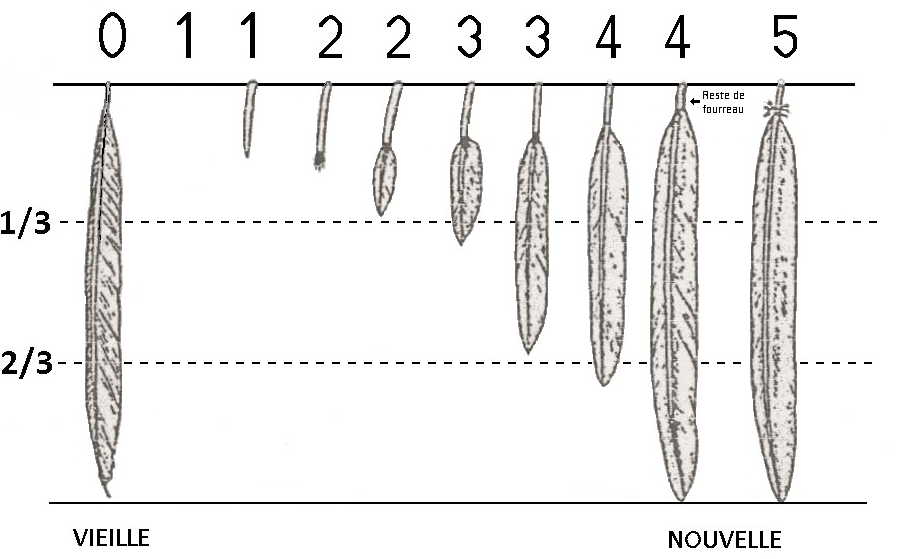 0 1 1 2 2 3 3 4 4 5
Reste de
fourreau
1/3
2/3
VIEILLE NOUVELLE